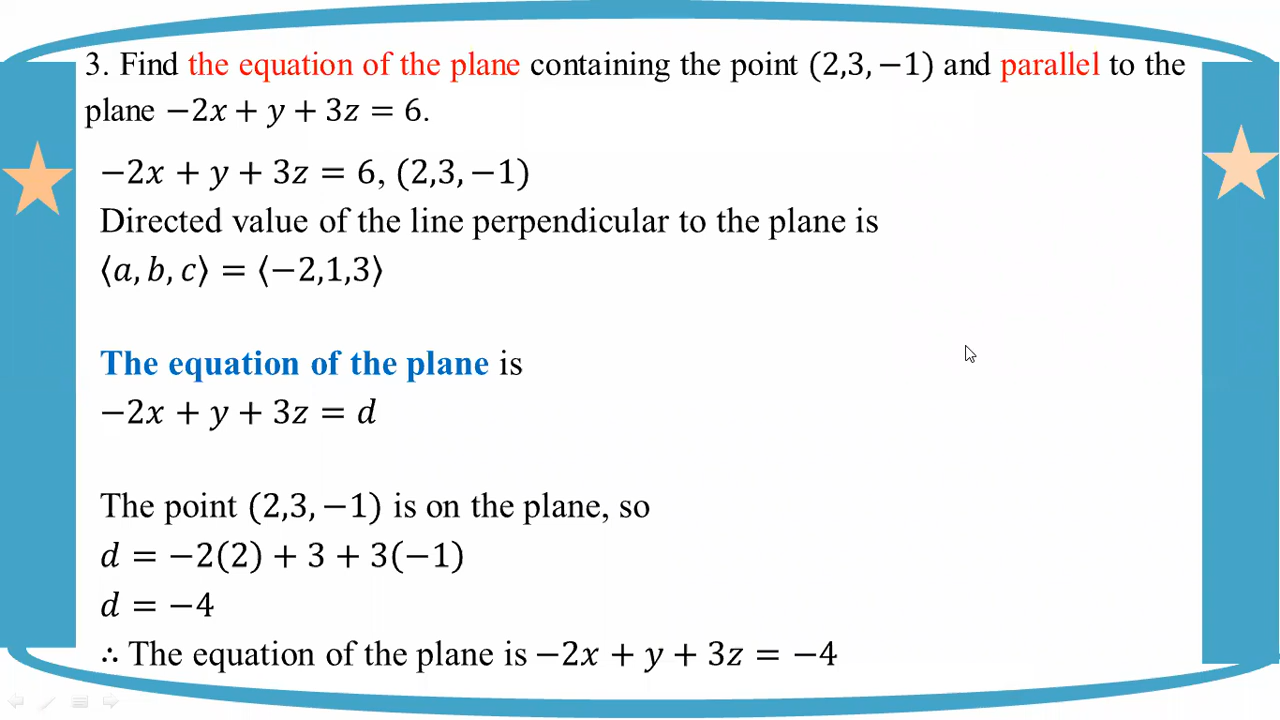 3. Find the equation of the plane containing the point (2,3,−1) and parallel to the
plane −2x + y + 3z = 6.
−2x + y + 3z = 6, (2,3,−1)
Directed value of the line perpendicular to the plane is
⟨a, b, c⟩ = ⟨−2,1,3⟩
The equation of the plane is
−2x + y + 3z = d
The point (2,3,−1) is on the plane, so
d = −2(2) + 3 + 3(−1)
d = −4
∴ The equation of the plane is −2x + y + 3z = −4